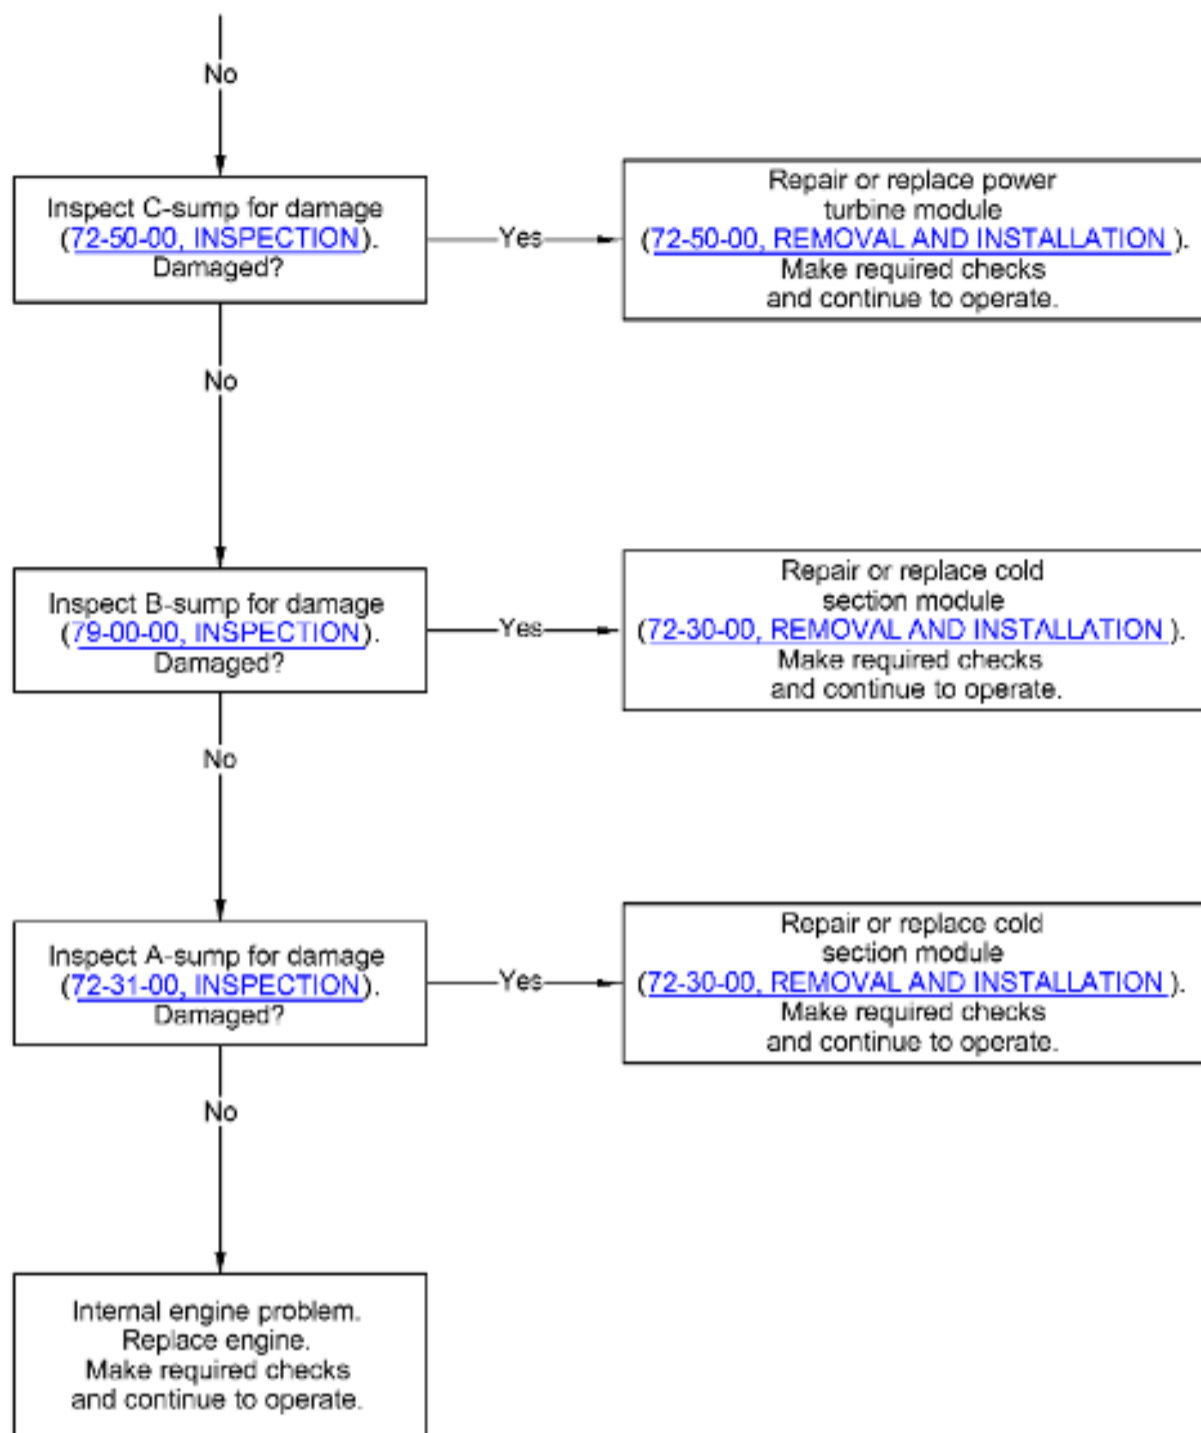 No
Inspect C-sump for damage
(72-50-00, INSPECTION).
Damaged?
Yes
Repair or replace power
turbine module
(72-50-00, REMOVAL AND INSTALLATION ).
Make required checks
and continue to operate.
No
Inspect B-sump for damage
(79-00-00, INSPECTION).
Damaged?
Yes
Repair or replace cold
section module
(72-30-00, REMOVAL AND INSTALLATION ).
Make required checks
and continue to operate.
No
Inspect A-sump for damage
(72-31-00, INSPECTION).
Damaged?
Yes
Repair or replace cold
section module
(72-30-00, REMOVAL AND INSTALLATION ).
Make required checks
and continue to operate.
No
Internal engine problem.
Replace engine.
Make required checks
and continue to operate.